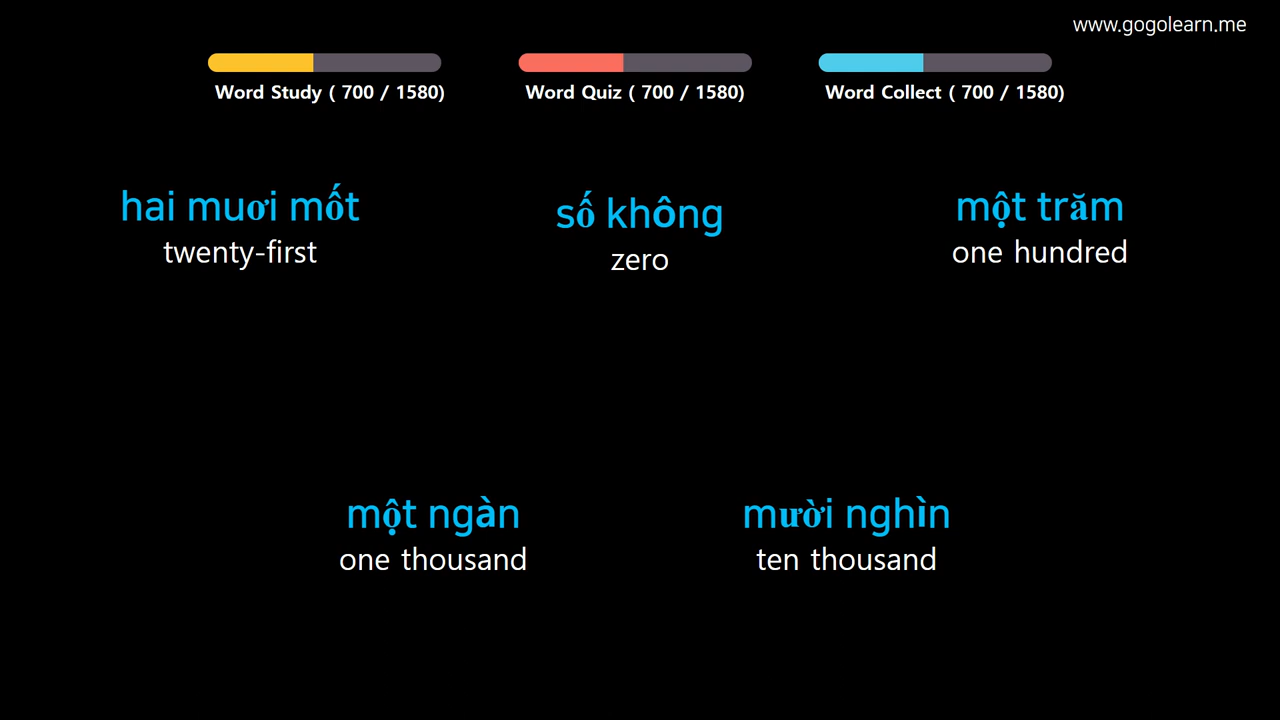 www.gogolearn.me
Word Study ( 700 / 1580)
Word Quiz ( 700 / 1580)
Word Collect ( 700 / 1580)
hai muơi mốt
twenty-first
số không
zero
một trăm
one hundred
một ngàn
one thousand
mười nghìn
ten thousand